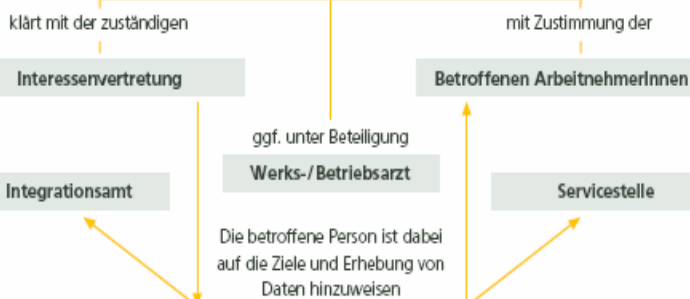 klärt mit der zuständigen
mit Zustimmung der
Interessenvertretung
Betroffenen ArbeitnehmerInnen
ggf. unter Beteiligung
Werks-/Betriebsarzt
Integrationsamt
Servicestelle
Die betroffene Person ist dabei
auf die Ziele und Erhebung von
Daten hinzuweisen